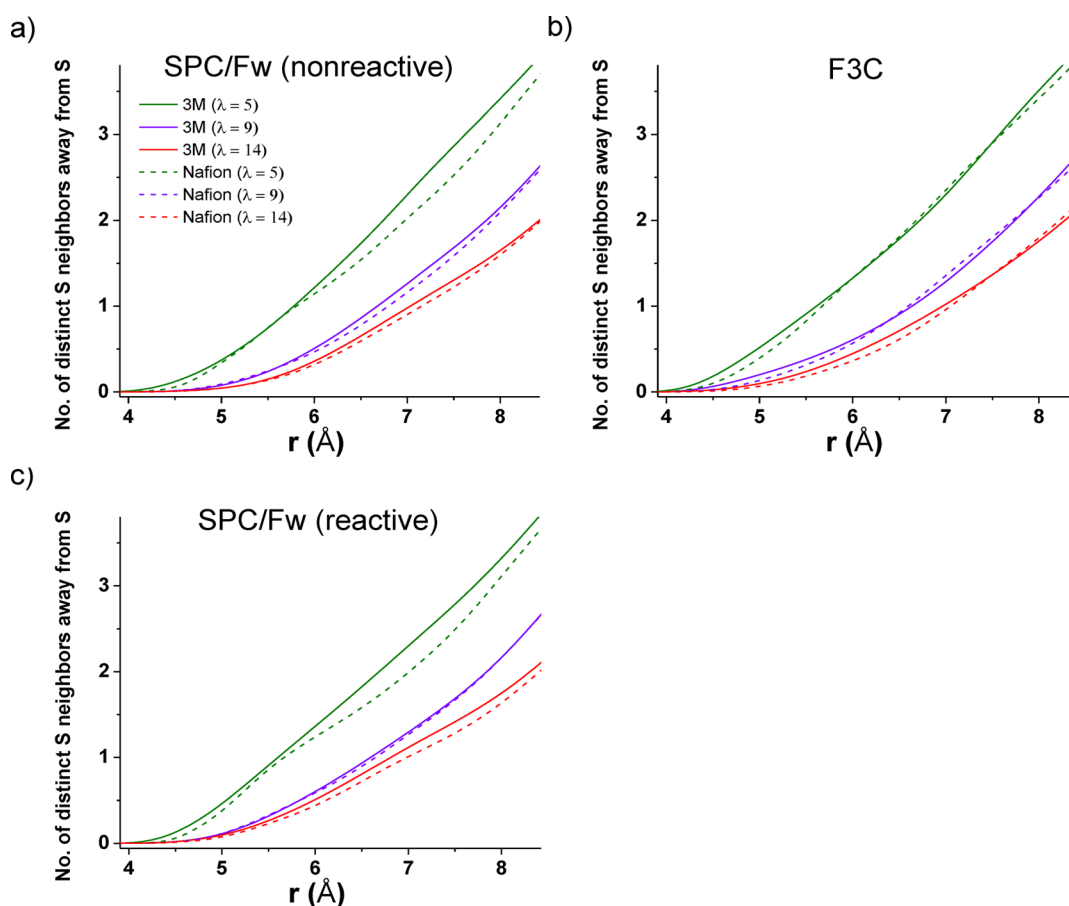 a)
SPC/Fw (nonreactive)
No. of distinct S neighbors away from S
3
2
1
0
3M (λ = 5)
3M (λ = 9)
3M (λ = 14)
Nafion (λ = 5)
Nafion (λ = 9)
Nafion (λ = 14)
4 5 6 7 8
r (Å)
b)
F3C
No. of distinct S neighbors away from S
3
2
1
0
4 5 6 7 8
r (Å)
c)
SPC/Fw (reactive)
No. of distinct S neighbors away from S
3
2
1
0
4 5 6 7 8
r (Å)